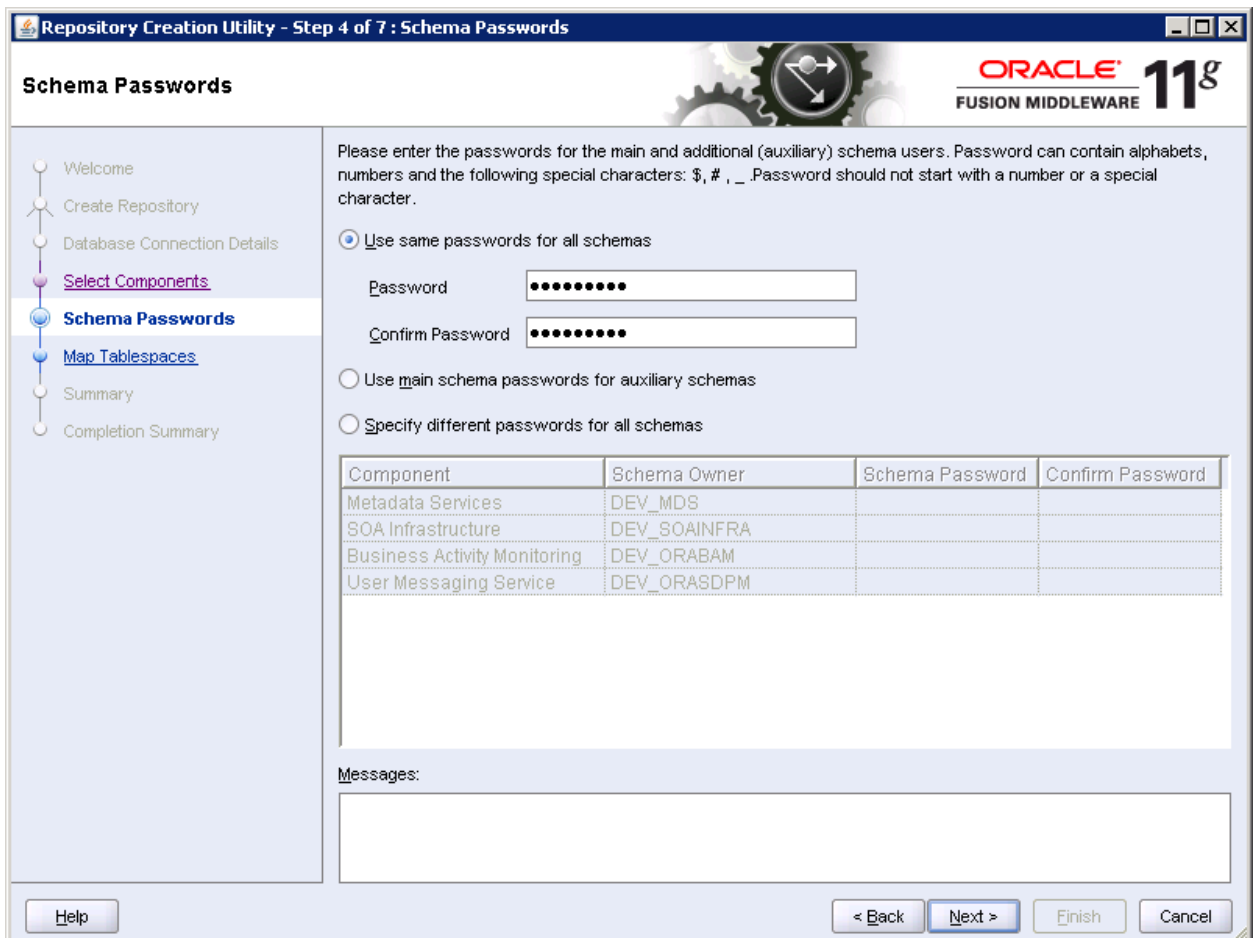 Repository Creation Utility - Step 4 of 7 : Schema Passwords
Schema Passwords
ORACLE
FUSION MIDDLEWARE 11g
Welcome
Create Repository
Database Connection Details
Select Components
Schema Passwords
Map Tablespaces
Summary
Completion Summary
Please enter the passwords for the main and additional (auxiliary) schema users. Password can contain alphabets,
numbers and the following special characters: $, # , _ .Password should not start with a number or a special
character.
Use same passwords for all schemas
Password ●●●●●●●●●
Confirm Password ●●●●●●●●●
Use main schema passwords for auxiliary schemas
Specify different passwords for all schemas
Component Schema Owner Schema Password Confirm Password
Metadata Services DEV_MDS
SOA Infrastructure DEV_SOAINFRA
Business Activity Monitoring DEV_ORABAM
User Messaging Service DEV_ORASDPM
Messages:
Help < Back Next > Finish Cancel